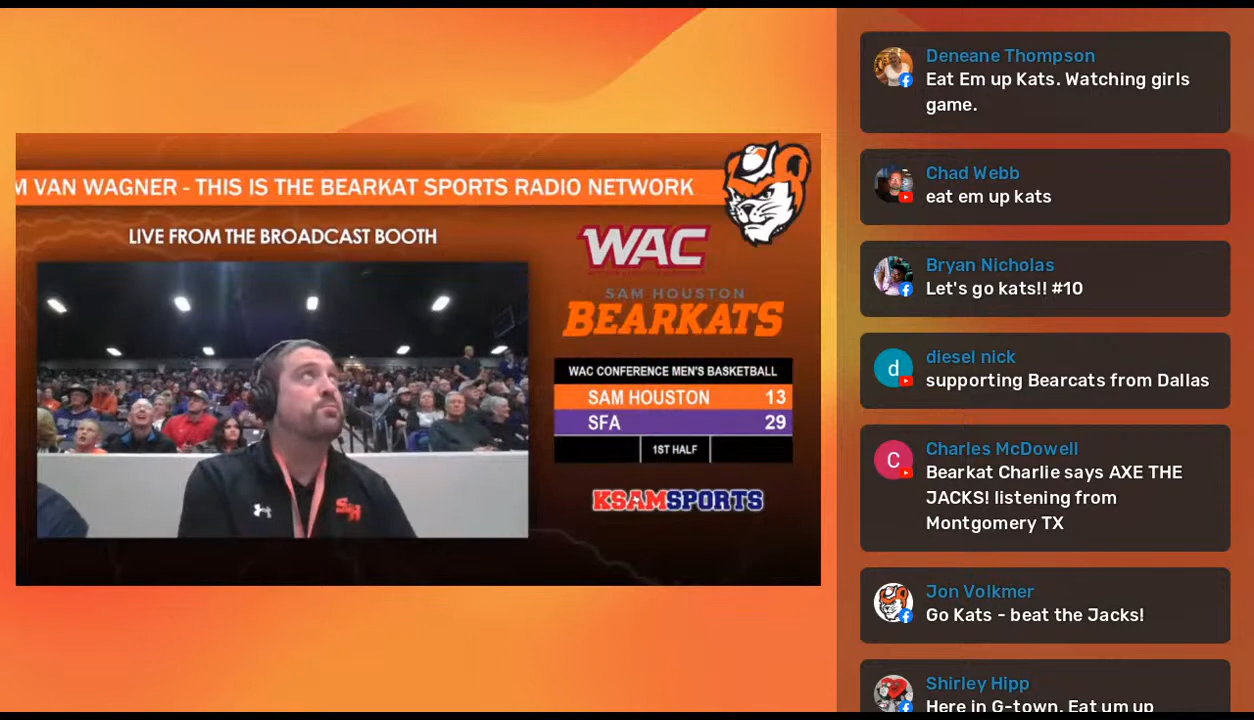 M VAN WAGNER - THIS IS THE BEARKAT SPORTS RADIO NETWORK
LIVE FROM THE BROADCAST BOOTH
WAC
SAM HOUSTON
BEARKATS
WAC CONFERENCE MEN'S BASKETBALL
SAM HOUSTON 13
SFA 29
1ST HALF
KSAMSPORTS
SH
Deneane Thompson
Eat Em up Kats. Watching girls
game.
Chad Webb
eat em up kats
Bryan Nicholas
Let's go kats!! #10
d
diesel nick
supporting Bearcats from Dallas
C
Charles McDowell
Bearkat Charlie says AXE THE
JACKS! listening from
Montgomery TX
Jon Volkmer
Go Kats - beat the Jacks!
Shirley Hipp
Here in G-town. Eat um up